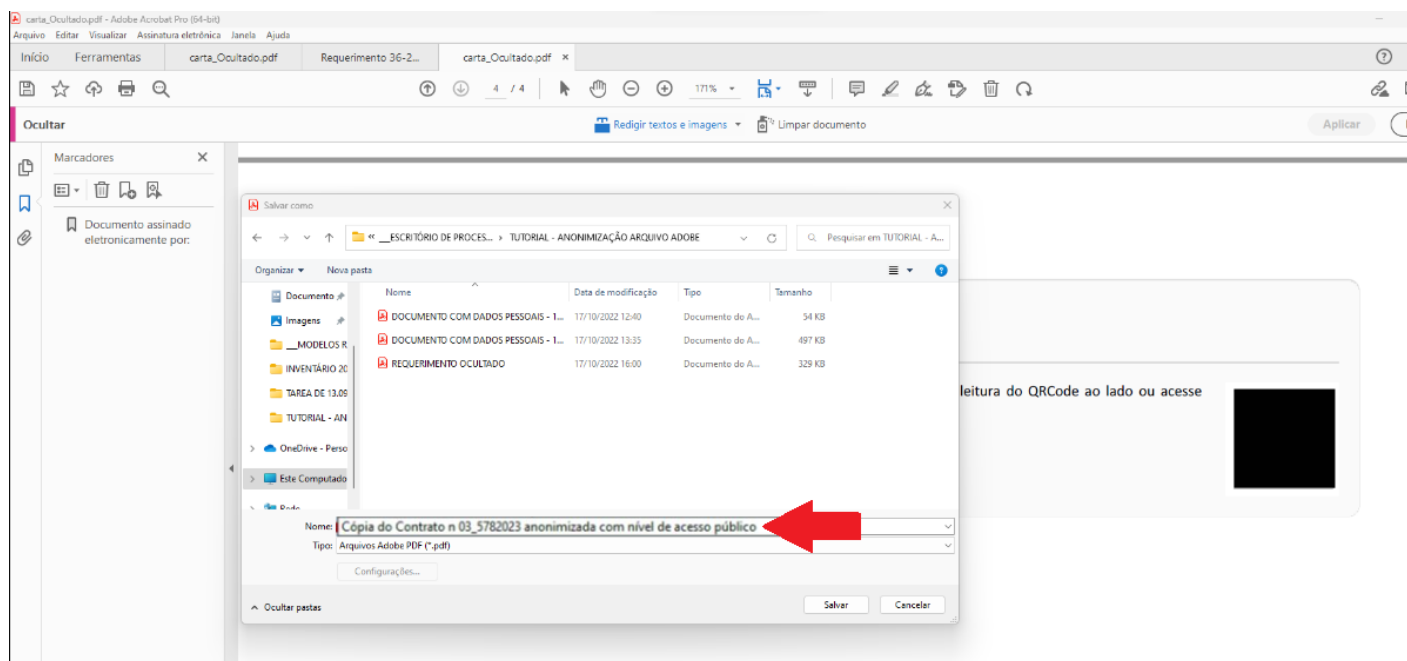 carta_Ocultado.pdf - Adobe Acrobat Pro (64-bit)
Arquivo Editar Visualizar Assinatura eletrônica Janela Ajuda
Início Ferramentas carta_Ocultado.pdf Requerimento 36-2... carta_Ocultado.pdf ×
4 / 4 171%
Ocultar Redigir textos e imagens Limpar documento Aplicar
Marcadores
Documento assinado
eletronicamente por:
Salvar como
« __ESCRITÓRIO DE PROCES... › TUTORIAL - ANONIMIZAÇÃO ARQUIVO ADOBE Pesquisar em TUTORIAL - A...
Organizar Nova pasta
Nome Data de modificação Tipo Tamanho
Documento
Imagens
__MODELOS R
INVENTÁRIO 20
TAREA DE 13.09
TUTORIAL - AN
OneDrive - Perso
Este Computado
Rede
DOCUMENTO COM DADOS PESSOAIS - 1... 17/10/2022 12:40 Documento do A... 54 KB
DOCUMENTO COM DADOS PESSOAIS - 1... 17/10/2022 13:35 Documento do A... 497 KB
REQUERIMENTO OCULTADO 17/10/2022 16:00 Documento do A... 329 KB
leitura do QRCode ao lado ou acesse
Nome: Cópia do Contrato n 03_5782023 anonimizada com nível de acesso público
Tipo: Arquivos Adobe PDF (*.pdf)
Configurações...
Ocultar pastas Salvar Cancelar